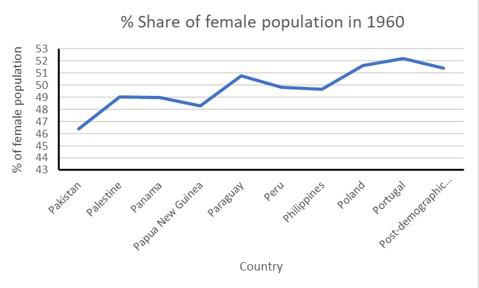 % Share of female population in 1960
% of female population
53
52
51
50
49
48
47
46
45
44
43
Pakistan
Palestine
Panama
Papua New Guinea
Paraguay
Peru
Philippines
Poland
Portugal
Post-demographic...
Country